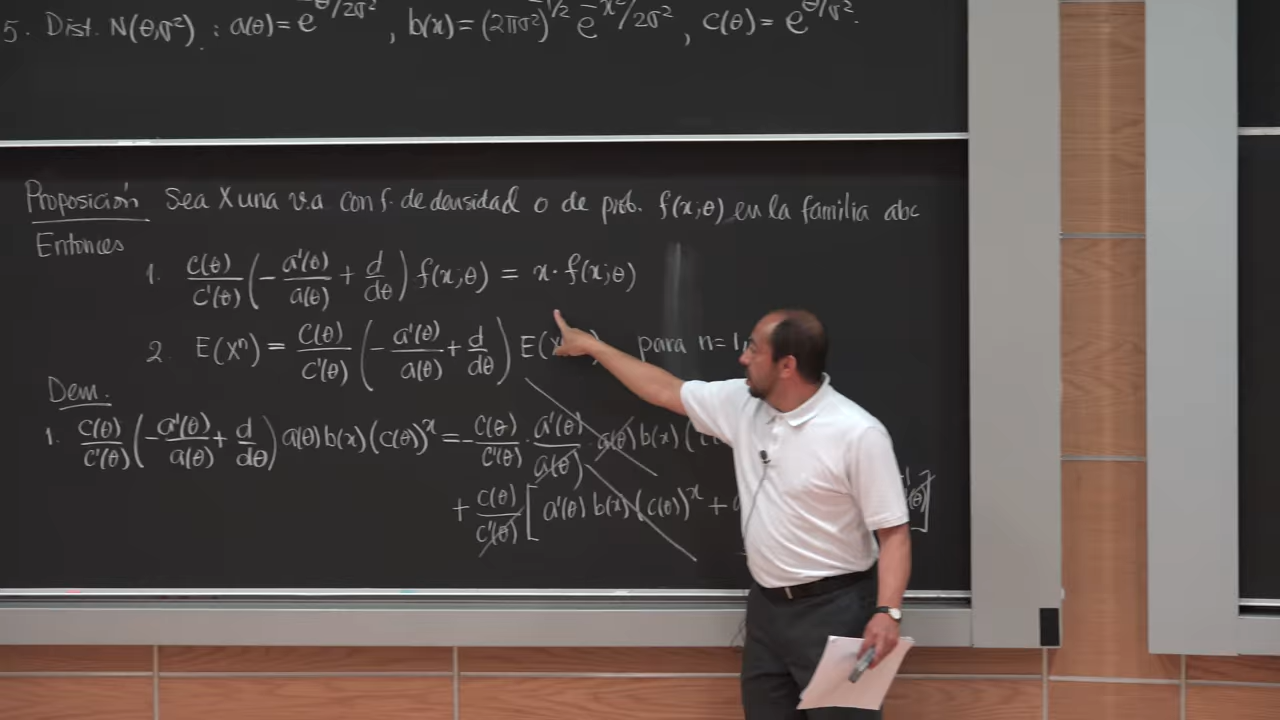 5. Dist. N(θ,σ²) : a(θ) = e^{-θ²/2σ²}, b(x) = (2πσ²)^{-1/2} e^{-x²/2σ²}, c(θ) = e^{θ/σ²}.
Proposición Sea X una v.a con f. de densidad o de prob. f(x;θ) en la familia abc
Entonces
1. c(θ)/c'(θ) (- a'(θ)/a(θ) + d/dθ) f(x;θ) = x · f(x;θ)
2. E(Xⁿ) = c(θ)/c'(θ) (- a'(θ)/a(θ) + d/dθ) E(X para n=1,
Dem.
1. c(θ)/c'(θ) (- a'(θ)/a(θ) + d/dθ) a(θ) b(x) (c(θ))^x = - c(θ)/c'(θ) · a'(θ)/a(θ) · a(θ) b(x) (
+ c(θ)/c'(θ) [ a'(θ) b(x) (c(θ))^x +